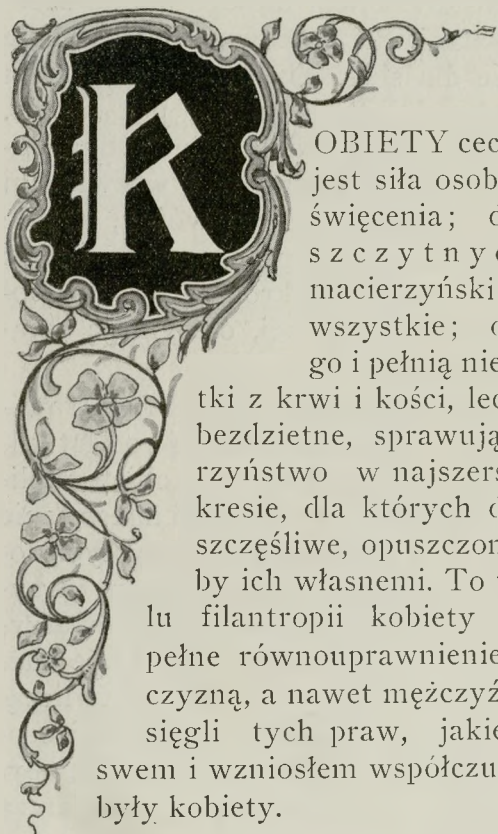 KOBIETY cec
jest siła osob
święcenia; o
szczytnyc
macierzyński
wszystkie; o
go i pełnią nie
tki z krwi i kości, lec
bezdzietne, sprawują
rzyństwo w najszers
kresie, dla których d
szczęśliwe, opuszczon
by ich własnemi. To
lu filantropii kobiety
pełne równouprawnienie
czyzną, a nawet mężczyź
sięgli tych praw, jakie
swem i wzniosłem współczu
były kobiety.